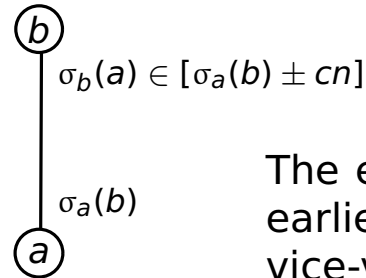 b
σ_b(a) ∈ [σ_a(b) ± cn]
σ_a(b)
a
The
earlie
vice-v